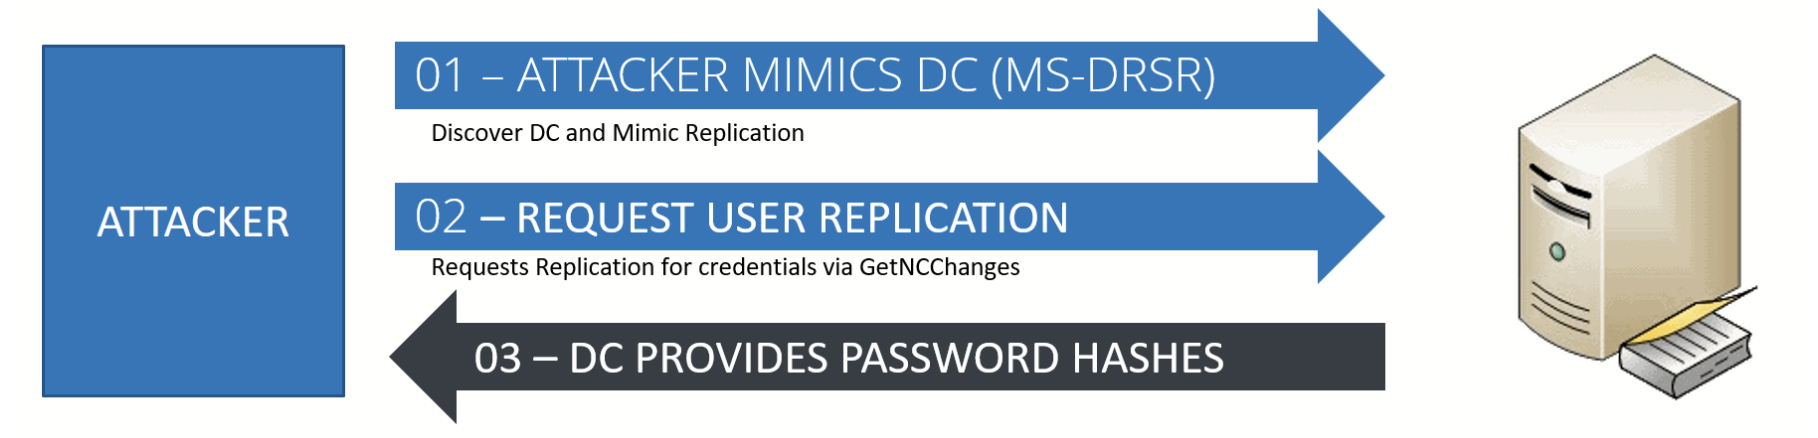 ATTACKER
01 – ATTACKER MIMICS DC (MS-DRSR)
Discover DC and Mimic Replication
02 – REQUEST USER REPLICATION
Requests Replication for credentials via GetNCChanges
03 – DC PROVIDES PASSWORD HASHES